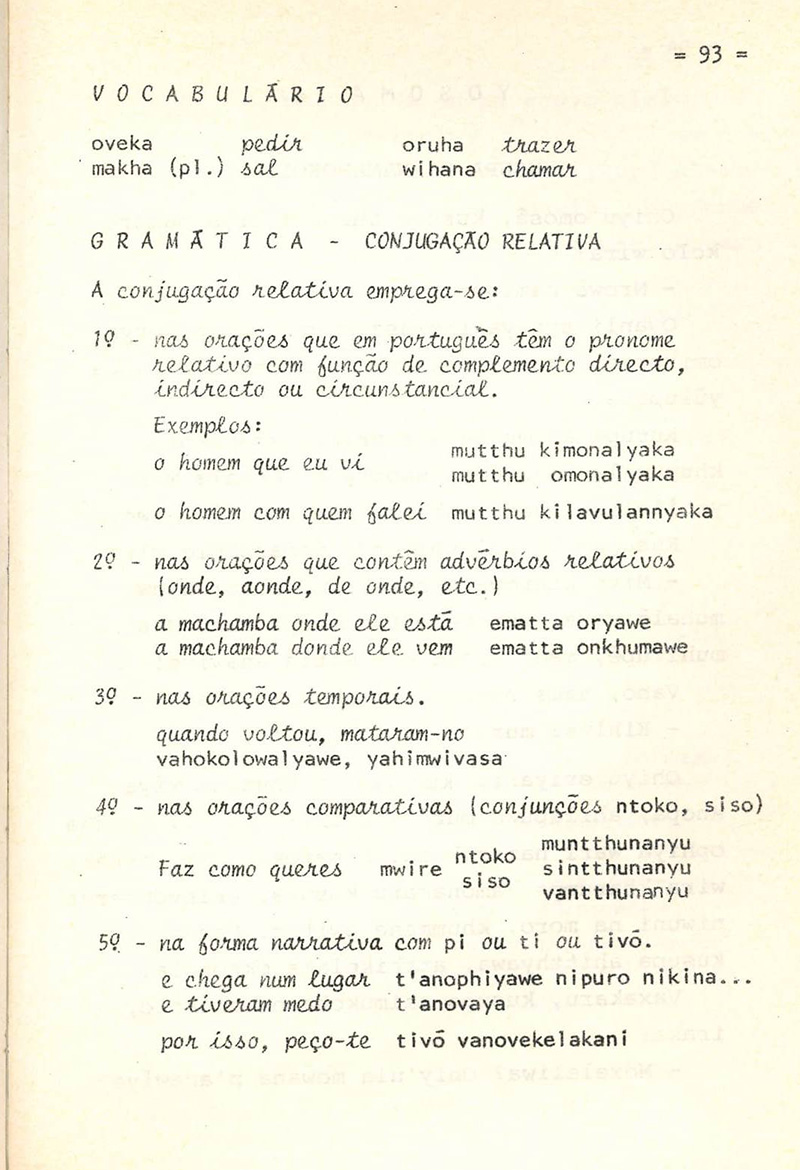 = 93 =
V O C A B U L Á R I O
oveka pedir oruha trazer
makha (pl.) sal wihana chamar
G R A M Á T I C A - CONJUGAÇÃO RELATIVA
A conjugação relativa emprega-se:
1º - nas orações que em português têm o pronome
relativo com função de complemento directo,
indirecto ou circunstancial.
Exemplos:
o homem que eu vi mutthu kimonalyaka
mutthu omonalyaka
o homem com quem falei mutthu kilavulannyaka
2º - nas orações que contêm advérbios relativos
(onde, aonde, de onde, etc.)
a machamba onde ele está ematta oryawe
a machamba donde ele vem ematta onkhumawe
3º - nas orações temporais.
quando voltou, mataram-no
vahokolowalyawe, yahimwivasa
4º - nas orações comparativas (conjunções ntoko, siso)
muntthunanyu
Faz como queres mwire ntoko sintthunanyu
siso vantthunanyu
5º - na forma narrativa com pi ou ti ou tivõ.
e chega num lugar t'anophiyawe nipuro nikina...
e tiveram medo t'anovaya
por isso, peço-te tivõ vanovekelakani